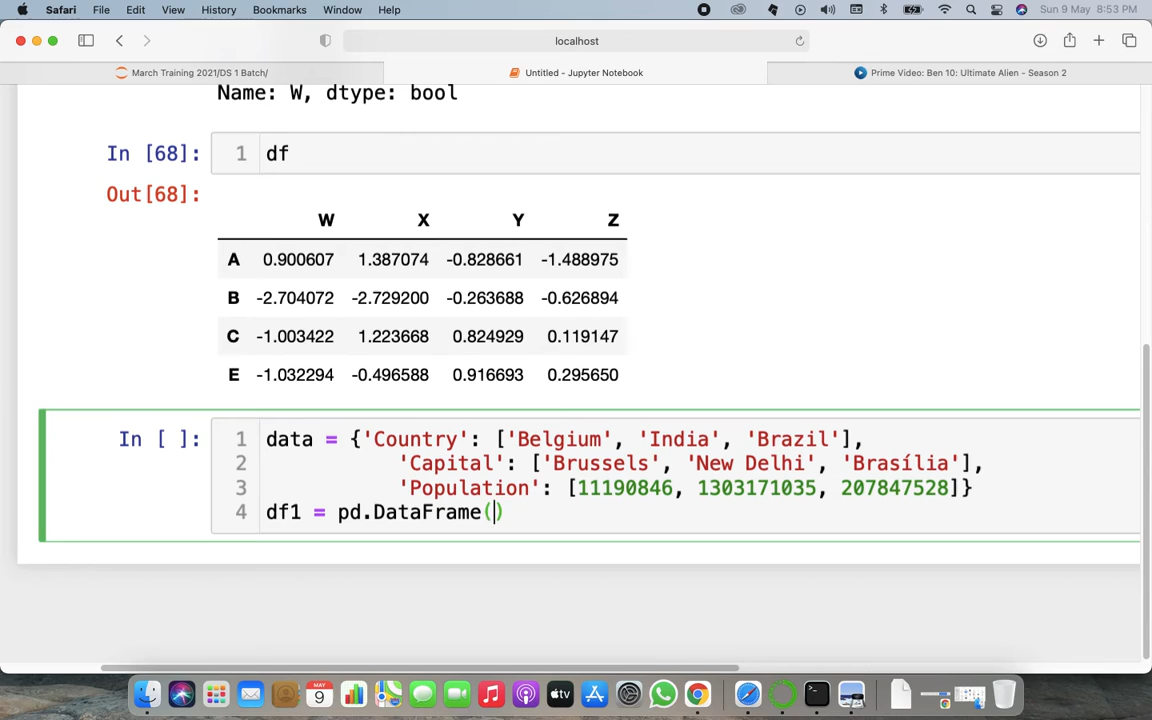 Safari File Edit View History Bookmarks Window Help Sun 9 May 8:53 PM
localhost
March Training 2021/DS 1 Batch/ Untitled - Jupyter Notebook Prime Video: Ben 10: Ultimate Alien - Season 2
Name: W, dtype: bool
In [68]: 1 df
Out[68]:
W X Y Z
A 0.900607 1.387074 -0.828661 -1.488975
B -2.704072 -2.729200 -0.263688 -0.626894
C -1.003422 1.223668 0.824929 0.119147
E -1.032294 -0.496588 0.916693 0.295650
In [ ]: 1 data = {'Country': ['Belgium', 'India', 'Brazil'],
2 'Capital': ['Brussels', 'New Delhi', 'Brasília'],
3 'Population': [11190846, 1303171035, 207847528]}
4 df1 = pd.DataFrame()
MAY
9
tv